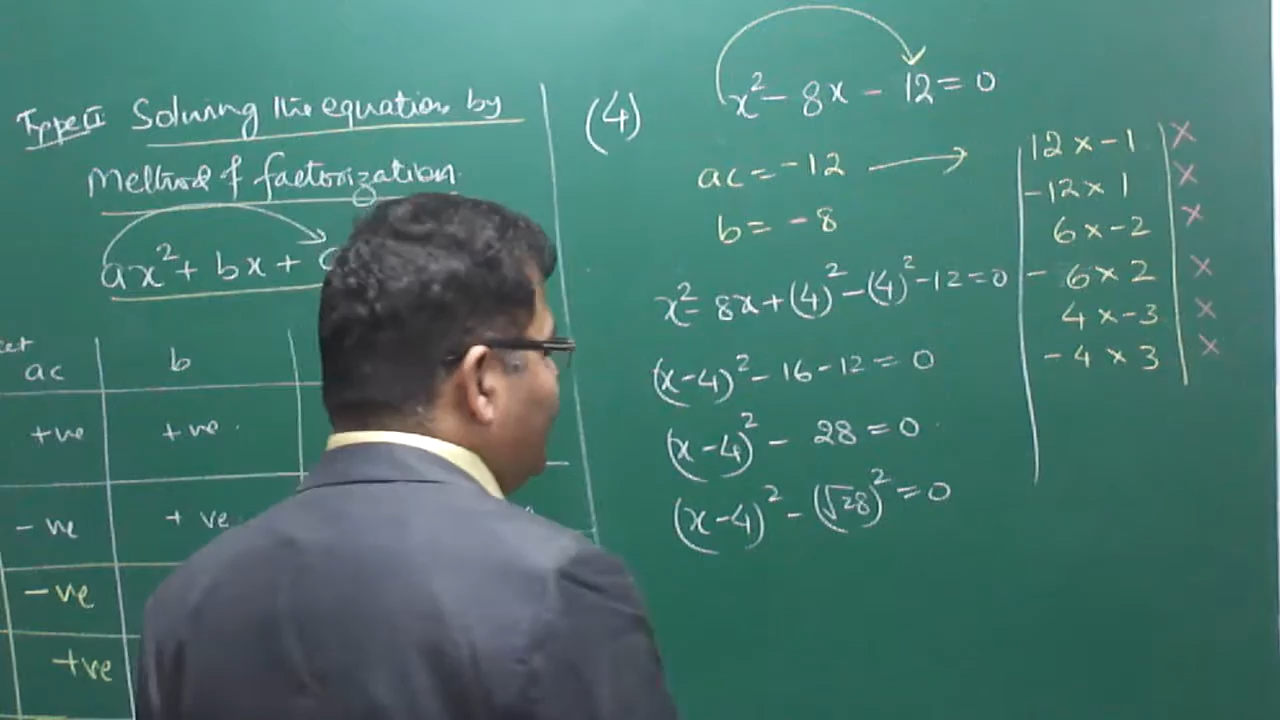 Type II Solving the equation by
Method of factorization
ax² + bx +
ac b
+ve +ve
-ve + ve
-ve
+ve
(4) x² - 8x - 12 = 0
ac = -12 →
b = -8
x² - 8x + (4)² - (4)² - 12 = 0
(x-4)² - 16 - 12 = 0
(x-4)² - 28 = 0
(x-4)² - (√28)² = 0
12 x -1 ×
-12 x 1 ×
6 x -2 ×
- 6 x 2 ×
4 x -3 ×
-4 x 3 ×